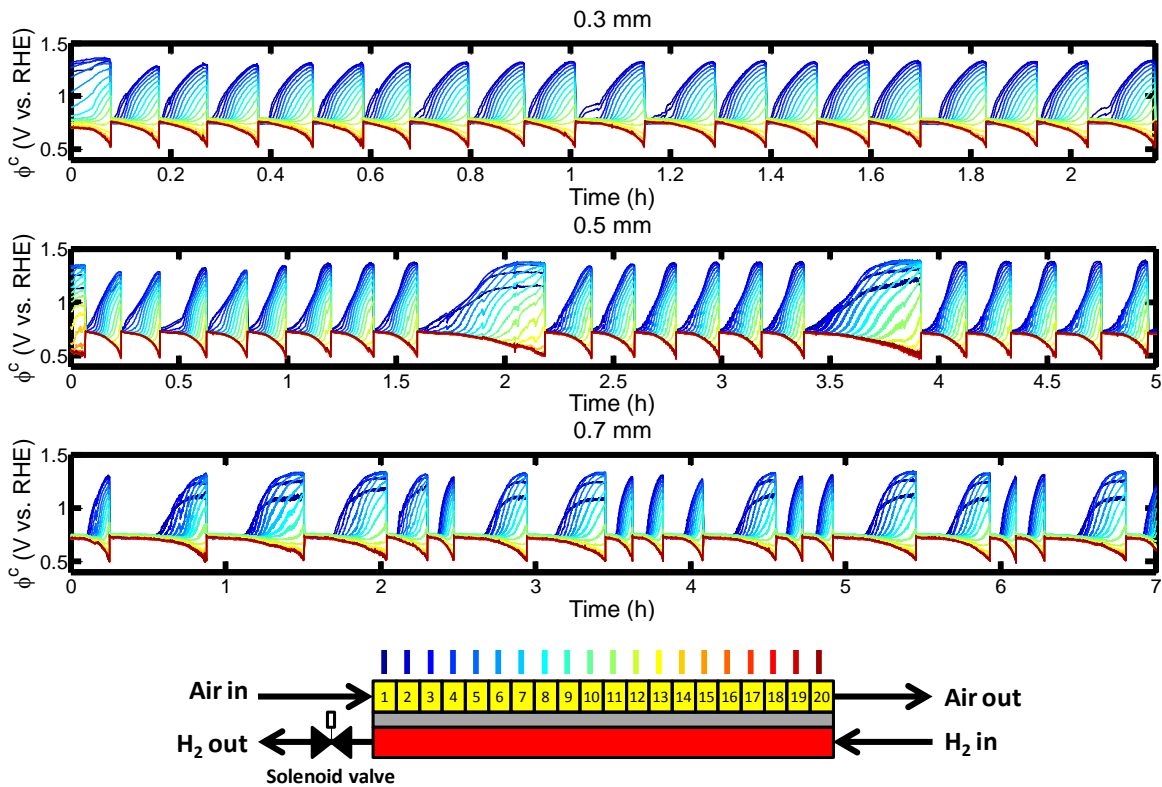 0.3 mm
1.5
1
0.5
ϕᶜ (V vs. RHE)
0 0.2 0.4 0.6 0.8 1 1.2 1.4 1.6 1.8 2
Time (h)
0.5 mm
1.5
1
0.5
ϕᶜ (V vs. RHE)
0 0.5 1 1.5 2 2.5 3 3.5 4 4.5 5
Time (h)
0.7 mm
1.5
1
0.5
ϕᶜ (V vs. RHE)
0 1 2 3 4 5 6 7
Time (h)
Air in
1 2 3 4 5 6 7 8 9 10 11 12 13 14 15 16 17 18 19 20
Air out
H₂ out
H₂ in
Solenoid valve